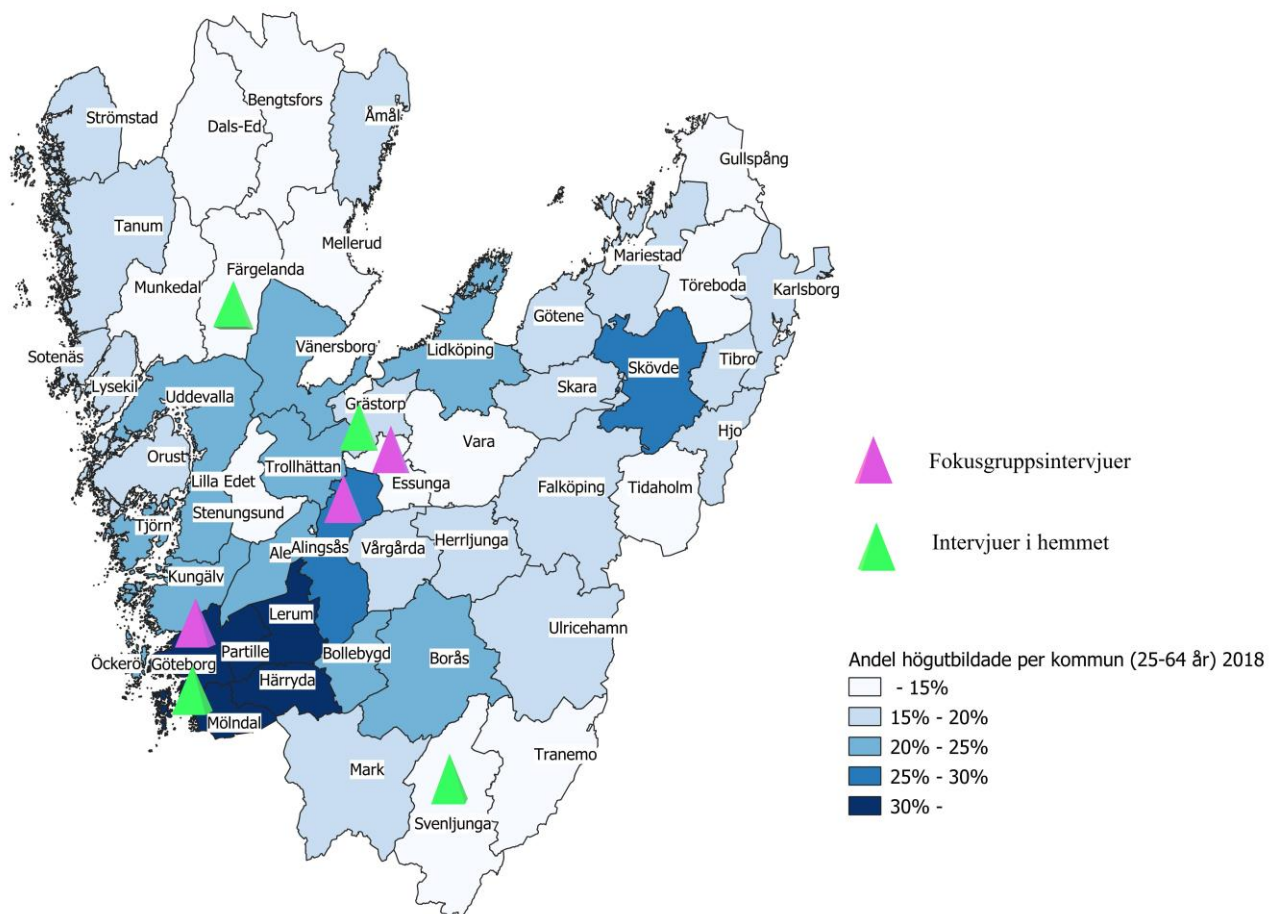 Strömstad
Bengtsfors
Dals-Ed
Åmål
Gullspång
Tanum
Mellerud
Färgelanda
Munkedal
Mariestad
Töreboda
Karlsborg
Götene
Vänersborg
Lidköping
Sotenäs
Lysekil
Skövde
Tibro
Skara
Uddevalla
Grästorp
Hjo
Vara
Orust
Trollhättan
Lilla Edet
Essunga
Falköping
Tidaholm
Stenungsund
Tjörn
Ale
Alingsås
Vårgårda
Herrljunga
Kungälv
Lerum
Ulricehamn
Öckerö
Göteborg
Partille
Bollebygd
Borås
Härryda
Mölndal
Mark
Tranemo
Svenljunga
Fokusgruppsintervjuer
Intervjuer i hemmet
Andel högutbildade per kommun (25-64 år) 2018
- 15%
15% - 20%
20% - 25%
25% - 30%
30% -